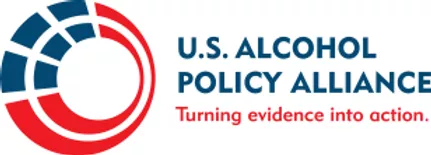 U.S. ALCOHOL
POLICY ALLIANCE
Turning evidence into action.